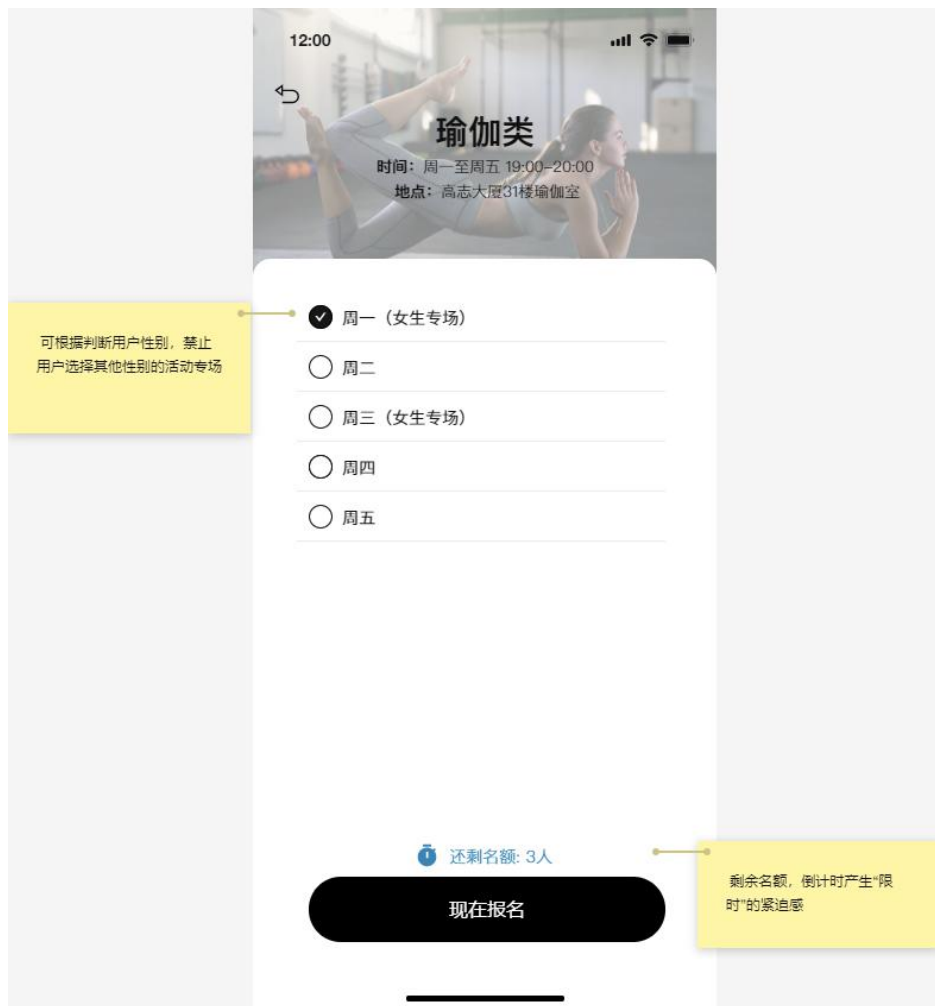 12:00
瑜伽类
时间：周一至周五 19:00-20:00
地点：高志大厦31楼瑜伽室
周一（女生专场）
可根据判断用户性别，禁止
用户选择其他性别的活动专场
周二
周三（女生专场）
周四
周五
还剩名额: 3人
剩余名额，倒计时产生“限
时”的紧迫感
现在报名